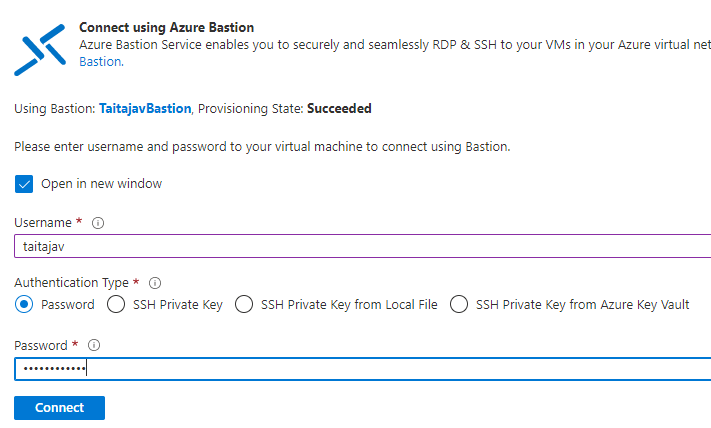 Connect using Azure Bastion
Azure Bastion Service enables you to securely and seamlessly RDP & SSH to your VMs in your Azure virtual net
Bastion.
Using Bastion: TaitajavBastion, Provisioning State: Succeeded
Please enter username and password to your virtual machine to connect using Bastion.
Open in new window
Username *
taitajav
Authentication Type *
Password SSH Private Key SSH Private Key from Local File SSH Private Key from Azure Key Vault
Password *
••••••••••••
Connect